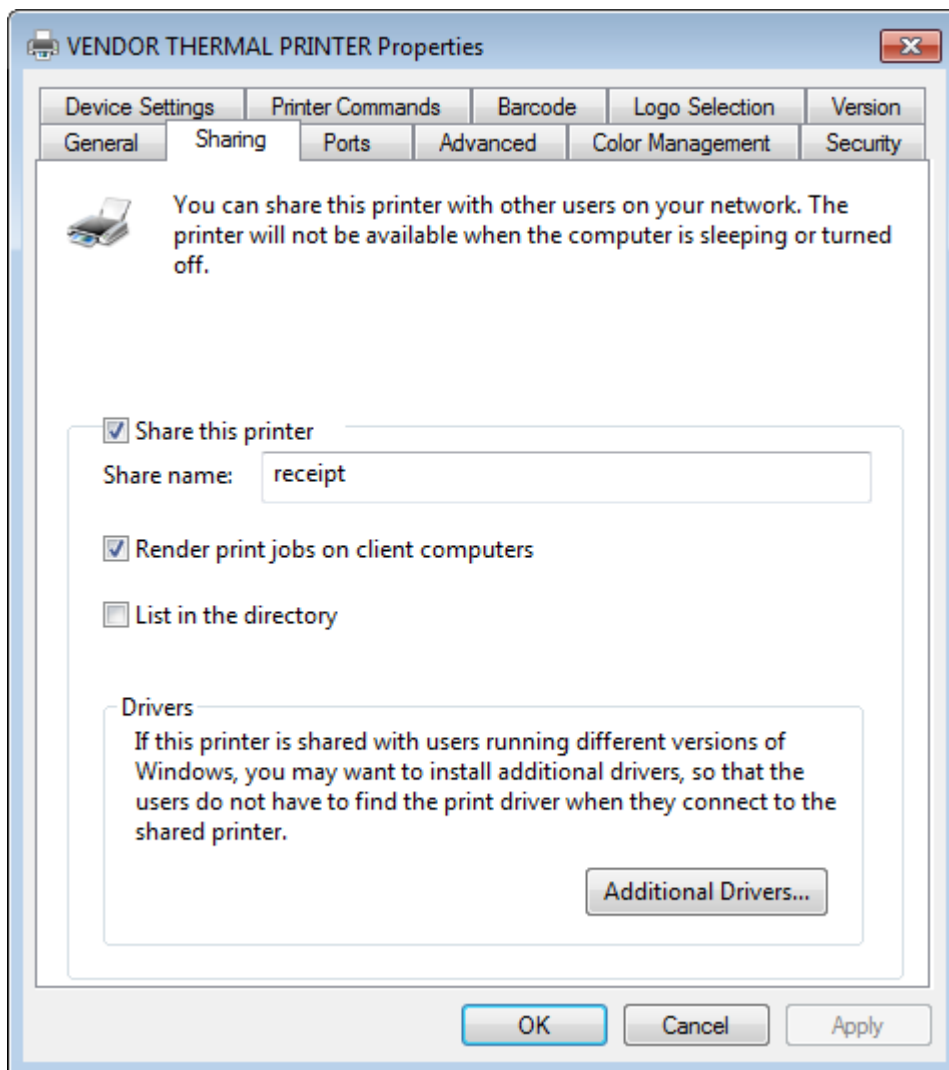 VENDOR THERMAL PRINTER Properties
Device Settings Printer Commands Barcode Logo Selection Version
General Sharing Ports Advanced Color Management Security
You can share this printer with other users on your network. The
printer will not be available when the computer is sleeping or turned
off.
Share this printer
Share name: receipt
Render print jobs on client computers
List in the directory
Drivers
If this printer is shared with users running different versions of
Windows, you may want to install additional drivers, so that the
users do not have to find the print driver when they connect to the
shared printer.
Additional Drivers...
OK Cancel Apply